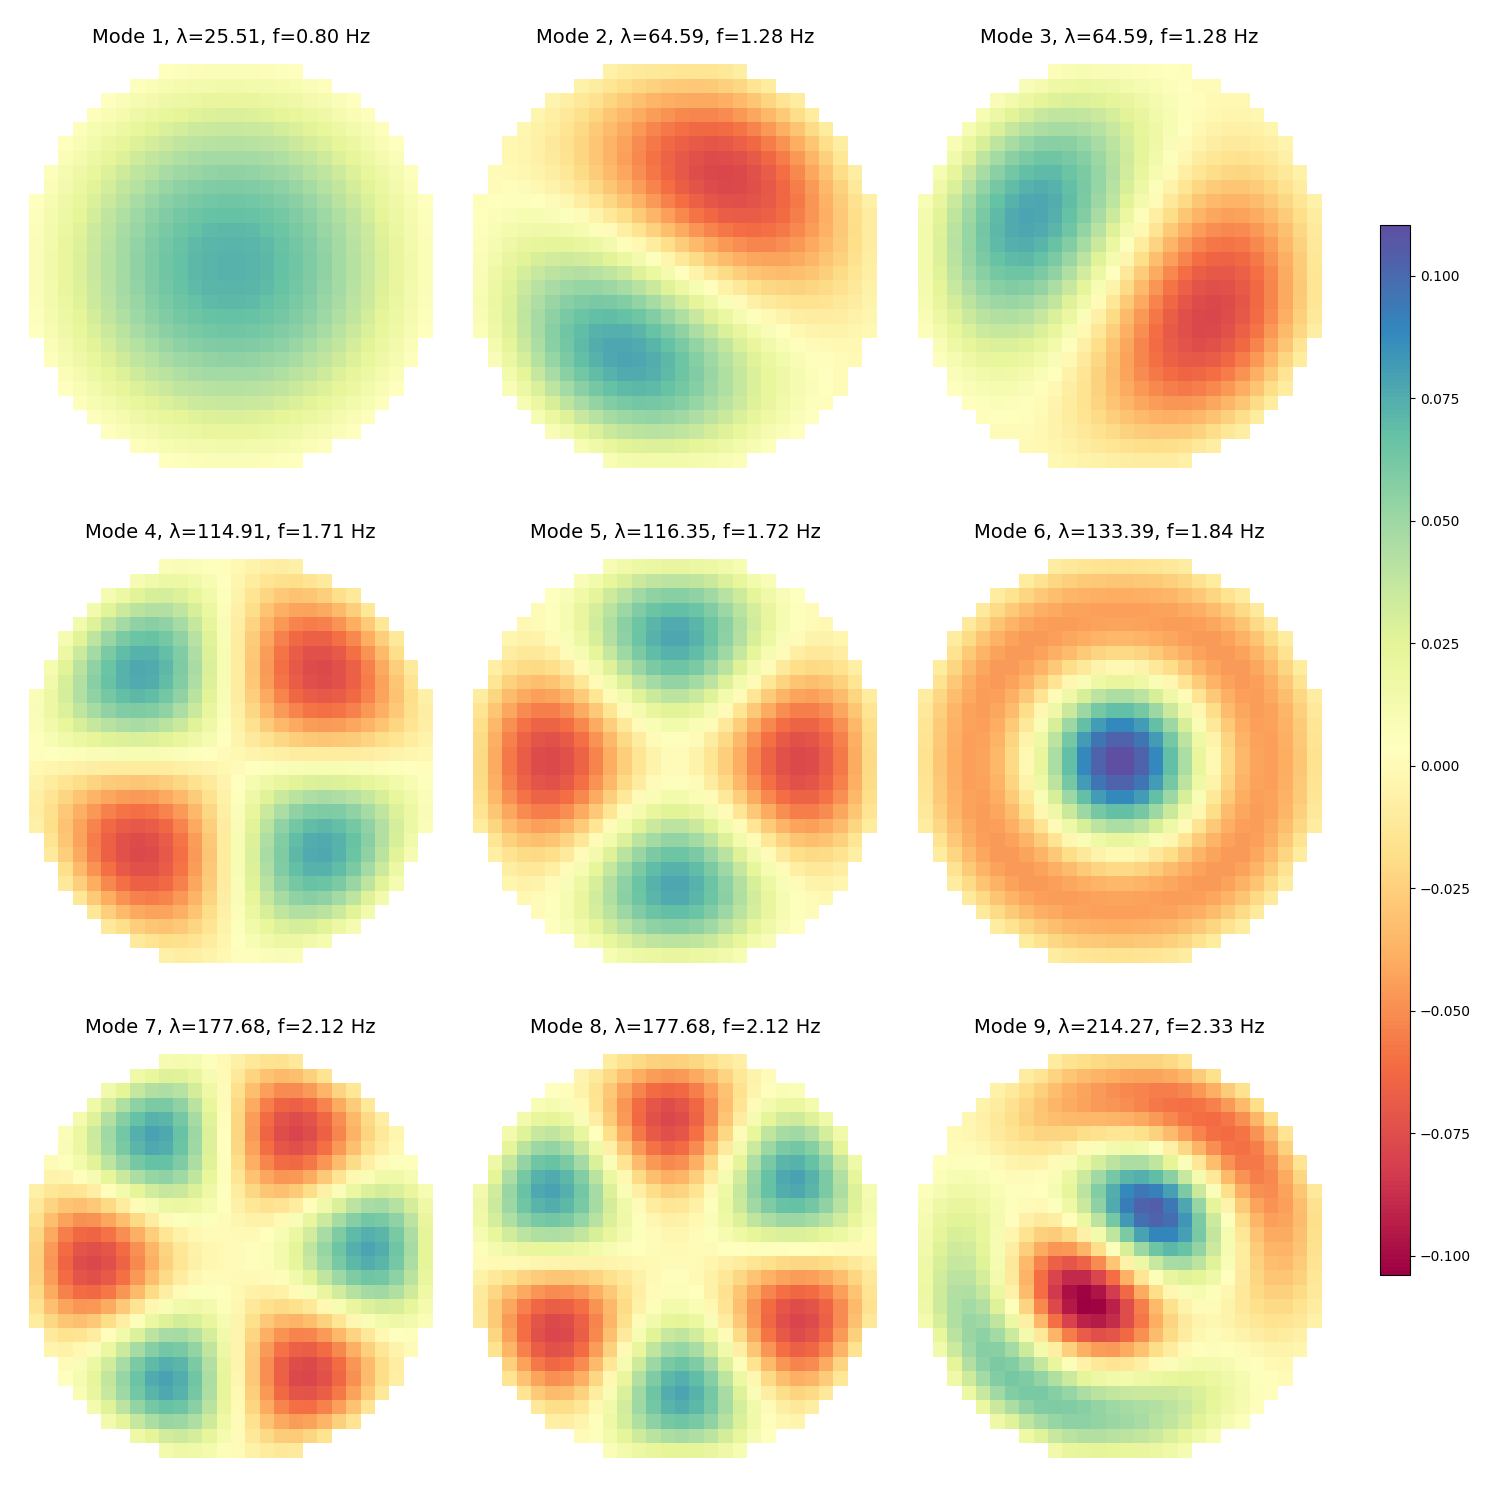 Mode 1, λ=25.51, f=0.80 Hz
Mode 2, λ=64.59, f=1.28 Hz
Mode 3, λ=64.59, f=1.28 Hz
Mode 4, λ=114.91, f=1.71 Hz
Mode 5, λ=116.35, f=1.72 Hz
Mode 6, λ=133.39, f=1.84 Hz
Mode 7, λ=177.68, f=2.12 Hz
Mode 8, λ=177.68, f=2.12 Hz
Mode 9, λ=214.27, f=2.33 Hz
0.100
0.075
0.050
0.025
0.000
−0.025
−0.050
−0.075
−0.100